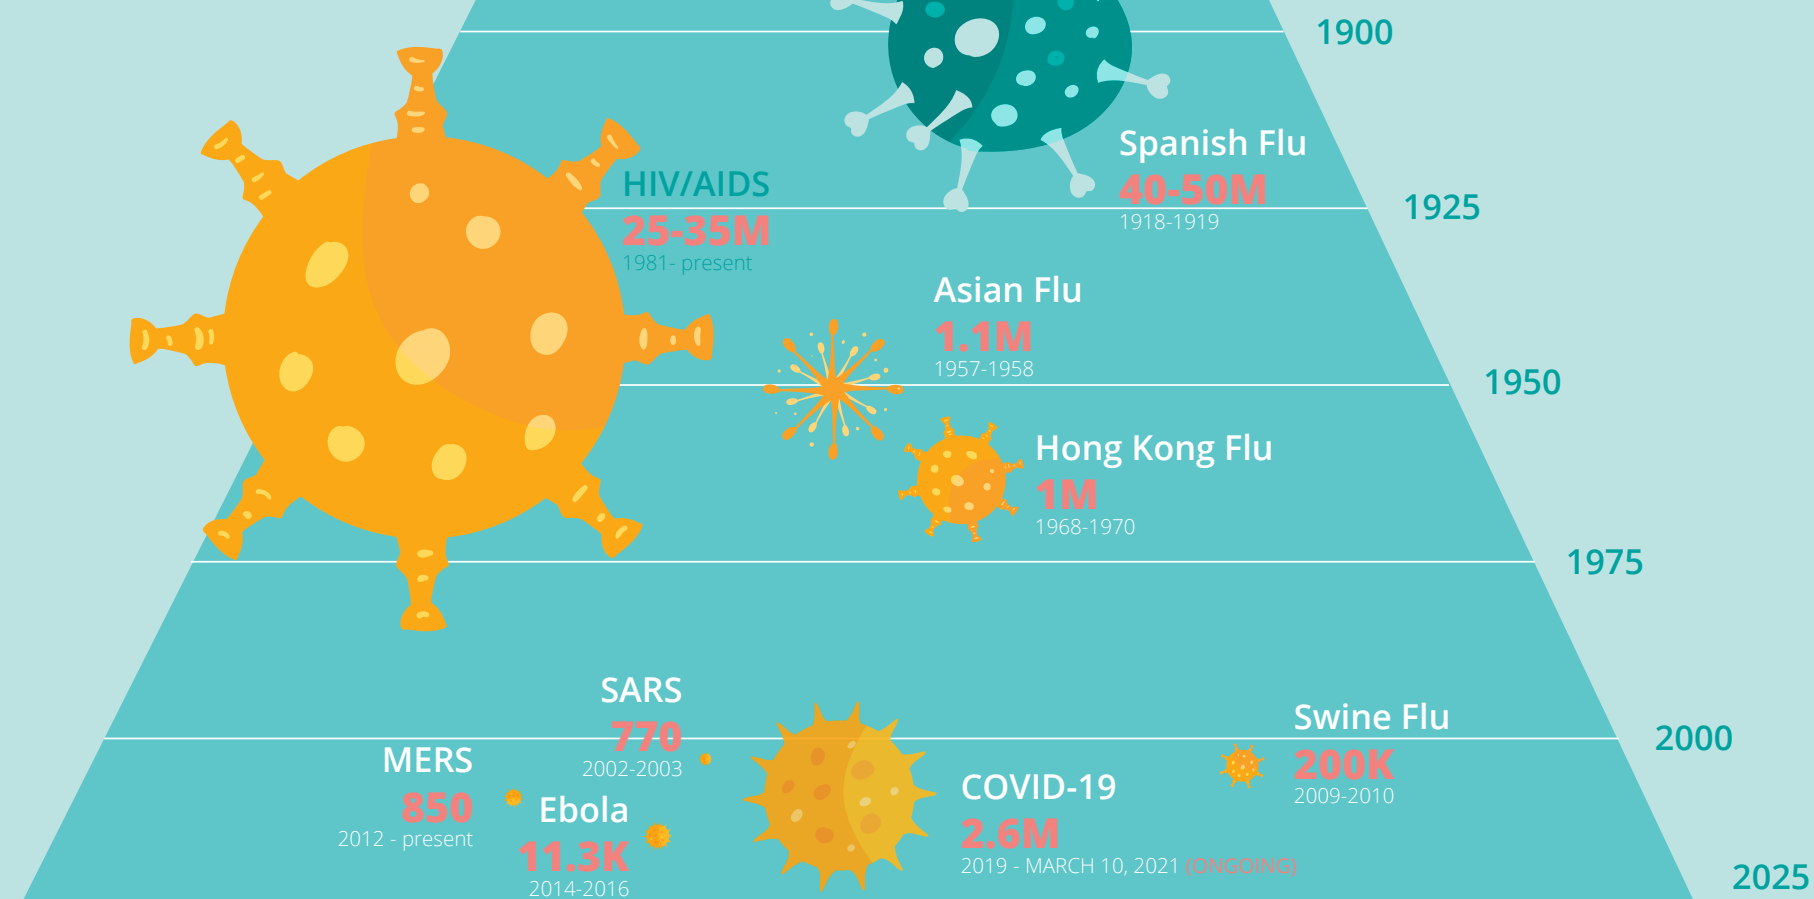 1900
Spanish Flu
40-50M
1918-1919
HIV/AIDS
25-35M
1981- present
1925
Asian Flu
1.1M
1957-1958
1950
Hong Kong Flu
1M
1968-1970
1975
SARS
770
2002-2003
Swine Flu
200K
2009-2010
2000
MERS
850
2012 - present
Ebola
11.3K
2014-2016
COVID-19
2.6M
2019 - MARCH 10, 2021 (ONGOING)
2025